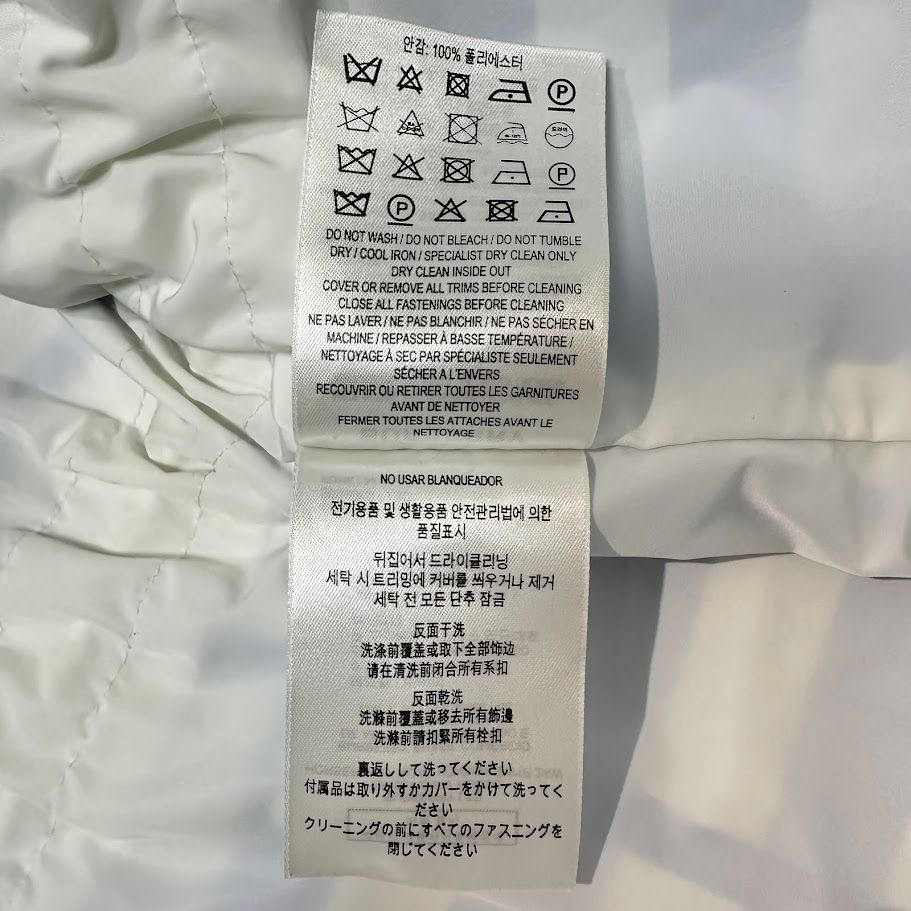 안감: 100% 폴리에스터
P
P
P
DO NOT WASH / DO NOT BLEACH / DO NOT TUMBLE
DRY / COOL IRON / SPECIALIST DRY CLEAN ONLY
DRY CLEAN INSIDE OUT
COVER OR REMOVE ALL TRIMS BEFORE CLEANING
CLOSE ALL FASTENINGS BEFORE CLEANING
NE PAS LAVER / NE PAS BLANCHIR / NE PAS SÉCHER EN
MACHINE / REPASSER À BASSE TEMPÉRATURE /
NETTOYAGE À SEC PAR SPÉCIALISTE SEULEMENT
SÉCHER A L'ENVERS
RECOUVRIR OU RETIRER TOUTES LES GARNITURES
AVANT DE NETTOYER
FERMER TOUTES LES ATTACHES AVANT LE
NETTOYAGE
NO USAR BLANQUEADOR
전기용품 및 생활용품 안전관리법에 의한
품질표시
뒤집어서 드라이클리닝
세탁 시 트리밍에 커버를 씌우거나 제거
세탁 전 모든 단추 잠금
反面干洗
洗涤前覆盖或取下全部饰边
请在清洗前闭合所有系扣
反面乾洗
洗滌前覆蓋或移去所有飾邊
洗滌前請扣緊所有栓扣
裏返しして洗ってください
付属品は取り外すかカバーをかけて洗ってく
ださい
クリーニングの前にすべてのファスニングを
閉じてください